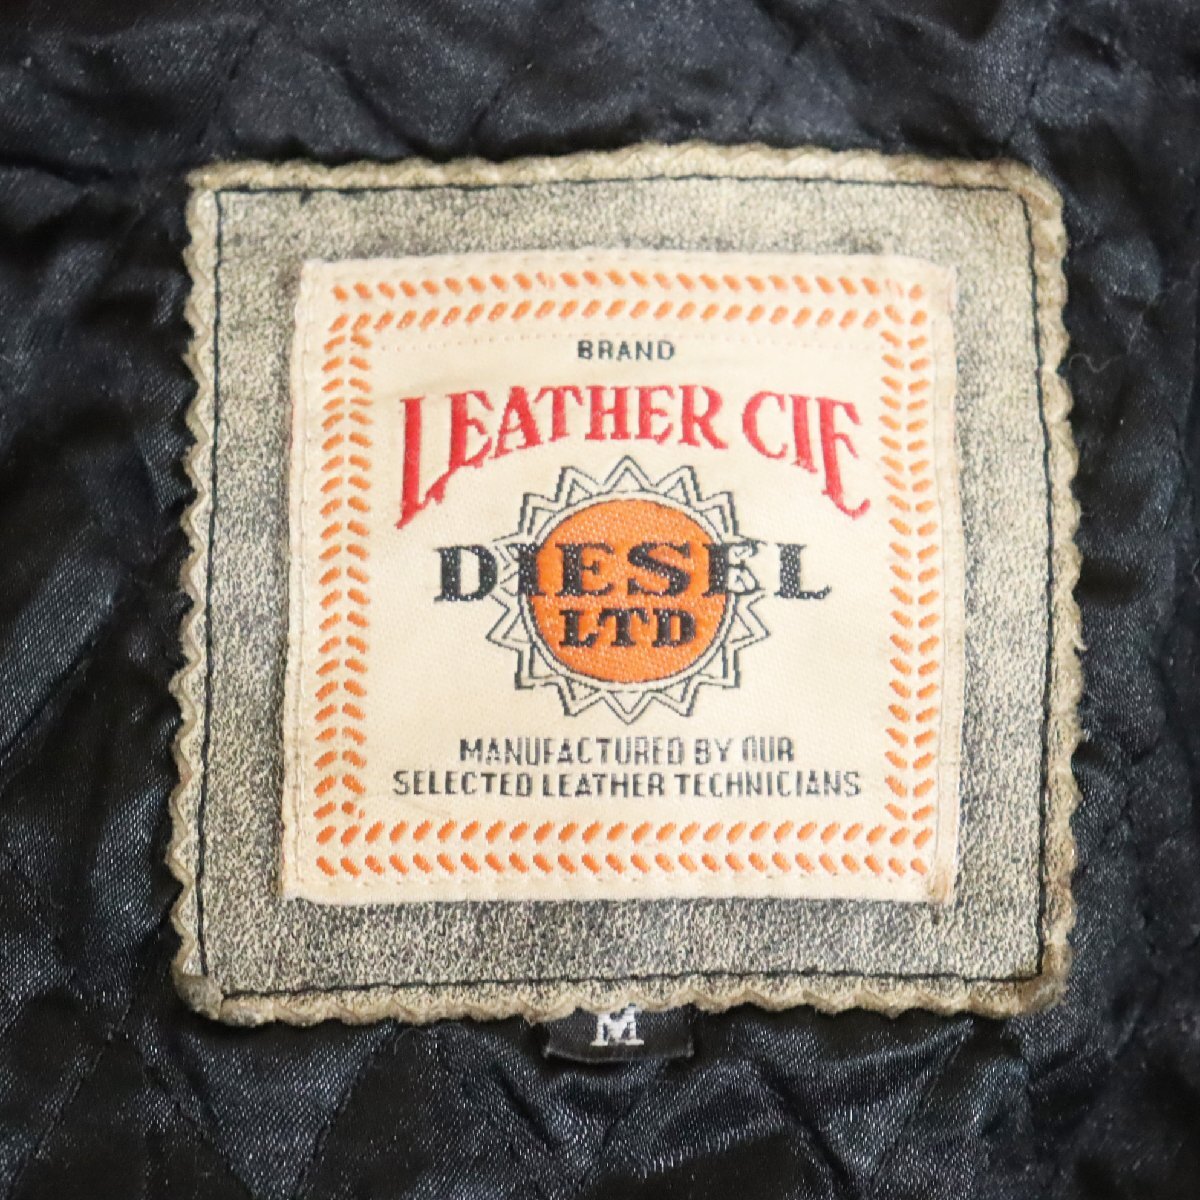 BRAND
LEATHER CIE
DIESEL
LTD
MANUFACTURED BY OUR
SELECTED LEATHER TECHNICIANS
M